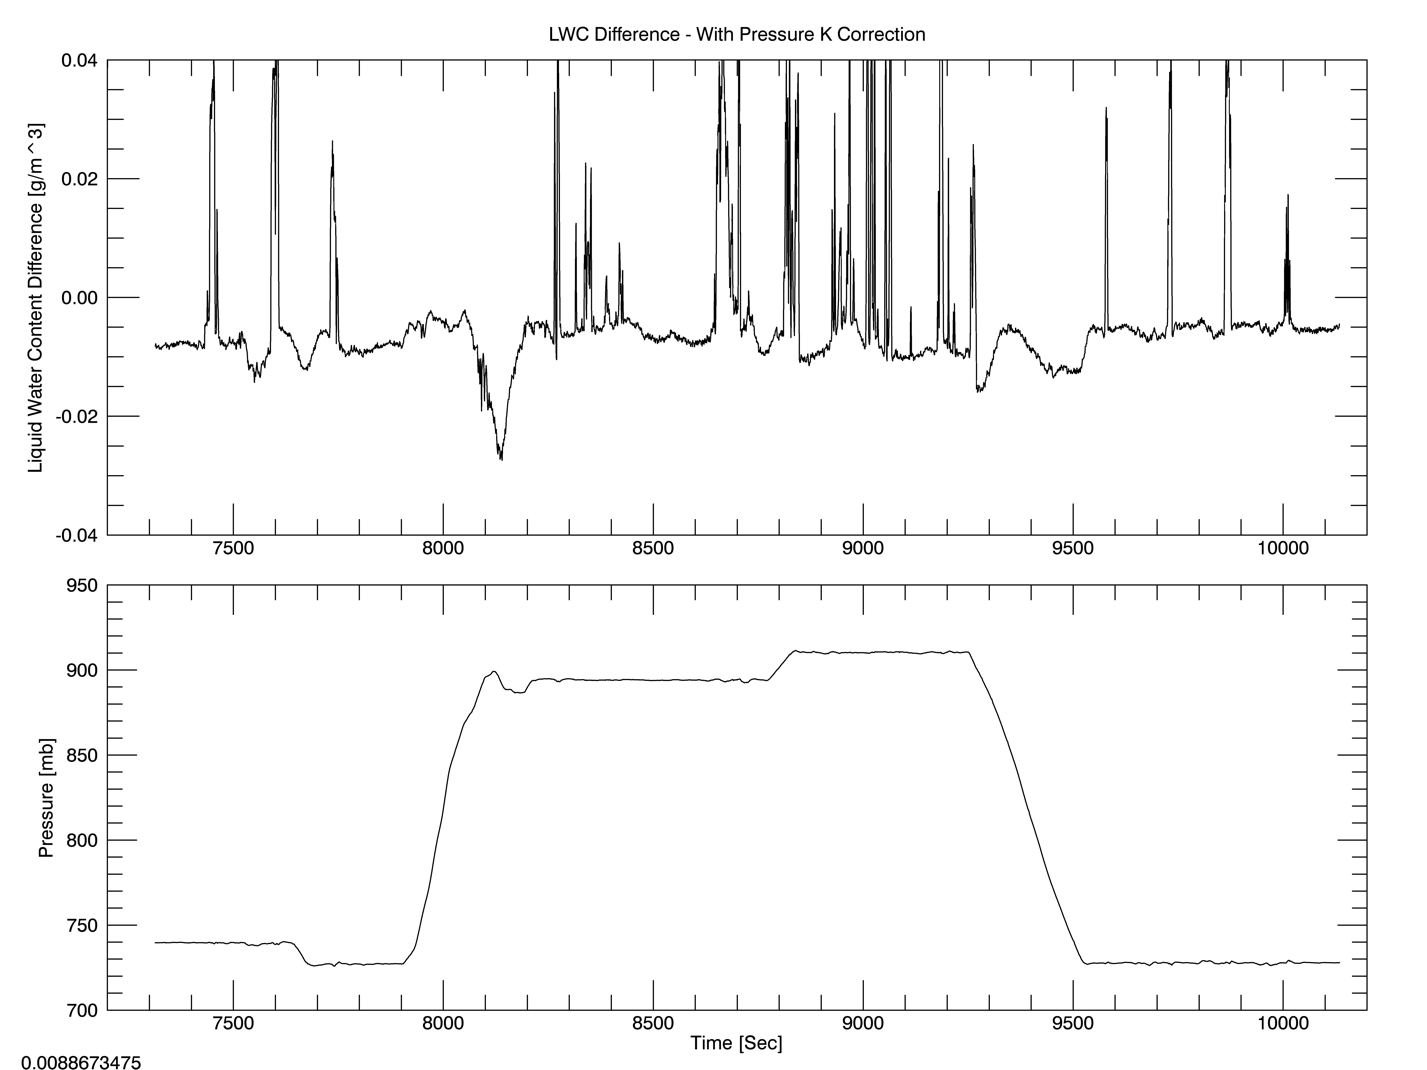 LWC Difference - With Pressure K Correction
0.04
0.02
0.00
-0.02
-0.04
Liquid Water Content Difference [g/m^3]
7500 8000 8500 9000 9500 10000
950
900
850
800
750
700
Pressure [mb]
7500 8000 8500 9000 9500 10000
Time [Sec]
0.0088673475